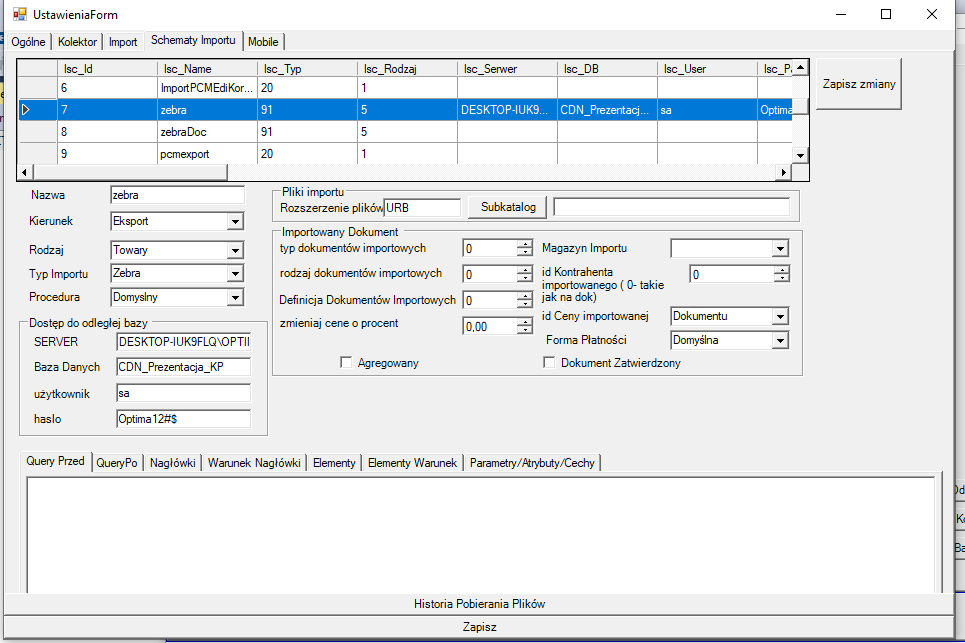 UstawieniaForm
Ogólne Kolektor Import Schematy Importu Mobile
Isc_Id Isc_Name Isc_Typ Isc_Rodzaj Isc_Serwer Isc_DB Isc_User
6 ImportPCMEdiKor... 20 1
7 zebra 91 5 DESKTOP-IUK9... CDN_Prezentacj... sa Optima
8 zebraDoc 91 5
9 pcmexport 20 1
Zapisz zmiany
Nazwa zebra
Kierunek Eksport
Rodzaj Towary
Typ Importu Zebra
Procedura Domyslny
Dostęp do odległej bazy
SERVER DESKTOP-IUK9FLQ\OPTI
Baza Danych CDN_Prezentacja_KP
użytkownik sa
haslo Optima12#$
Pliki importu
Rozszerzenie plików URB Subkatalog
Importowany Dokument
typ dokumentów importowych 0 Magazyn Importu
rodzaj dokumentów importowych 0 id Kontrahenta
importowanego ( 0- takie
jak na dok) 0
Definicja Dokumentów Importowych 0
zmieniaj cene o procent 0,00 id Ceny importowanej Dokumentu
Forma Płatności Domyślna
Agregowany Dokument Zatwierdzony
Query Przed QueryPo Nagłówki Warunek Nagłówki Elementy Elementy Warunek Parametry/Atrybuty/Cechy
Historia Pobierania Plików
Zapisz